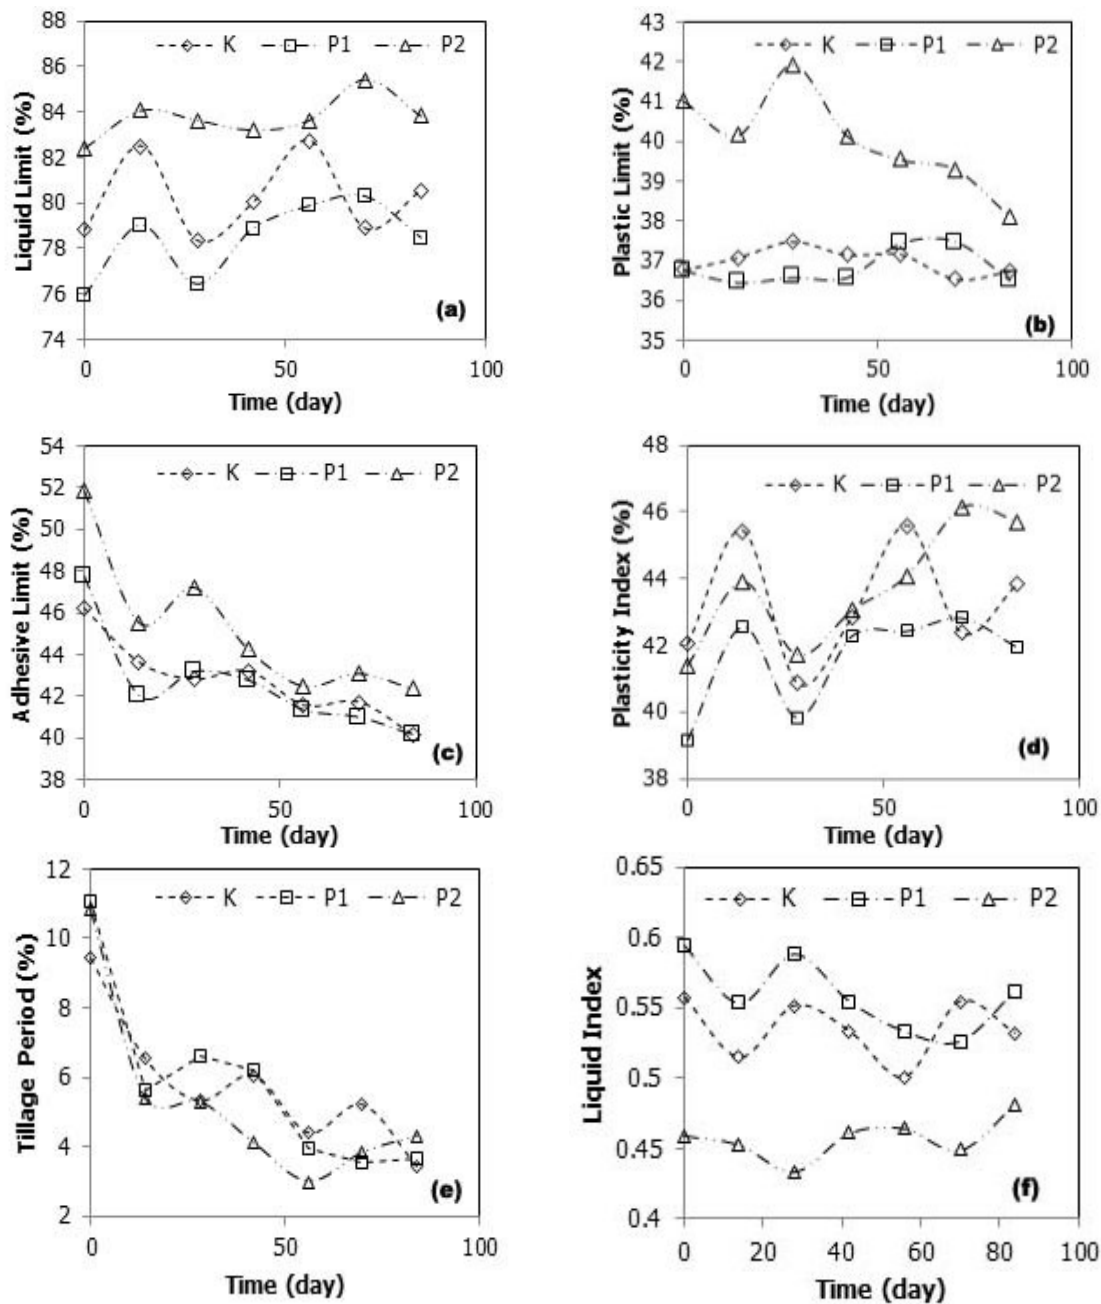 88
86
84
82
80
78
76
74
Liquid Limit (%)
K P1 P2
(a)
0 50 100
Time (day)
43
42
41
40
39
38
37
36
35
Plastic Limit (%)
K P1 P2
(b)
0 50 100
Time (day)
54
52
50
48
46
44
42
40
38
Adhesive Limit (%)
K P1 P2
(c)
0 50 100
Time (day)
48
46
44
42
40
38
Plasticity Index (%)
K P1 P2
(d)
0 50 100
Time (day)
12
10
8
6
4
2
Tillage Period (%)
K P1 P2
(e)
0 50 100
Time (day)
0.65
0.6
0.55
0.5
0.45
0.4
Liquid Index
K P1 P2
(f)
0 20 40 60 80 100
Time (day)